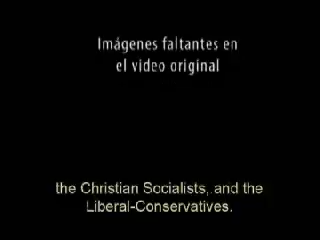 Imágenes faltantes en
el video original
the Christian Socialists, and the
Liberal-Conservatives.